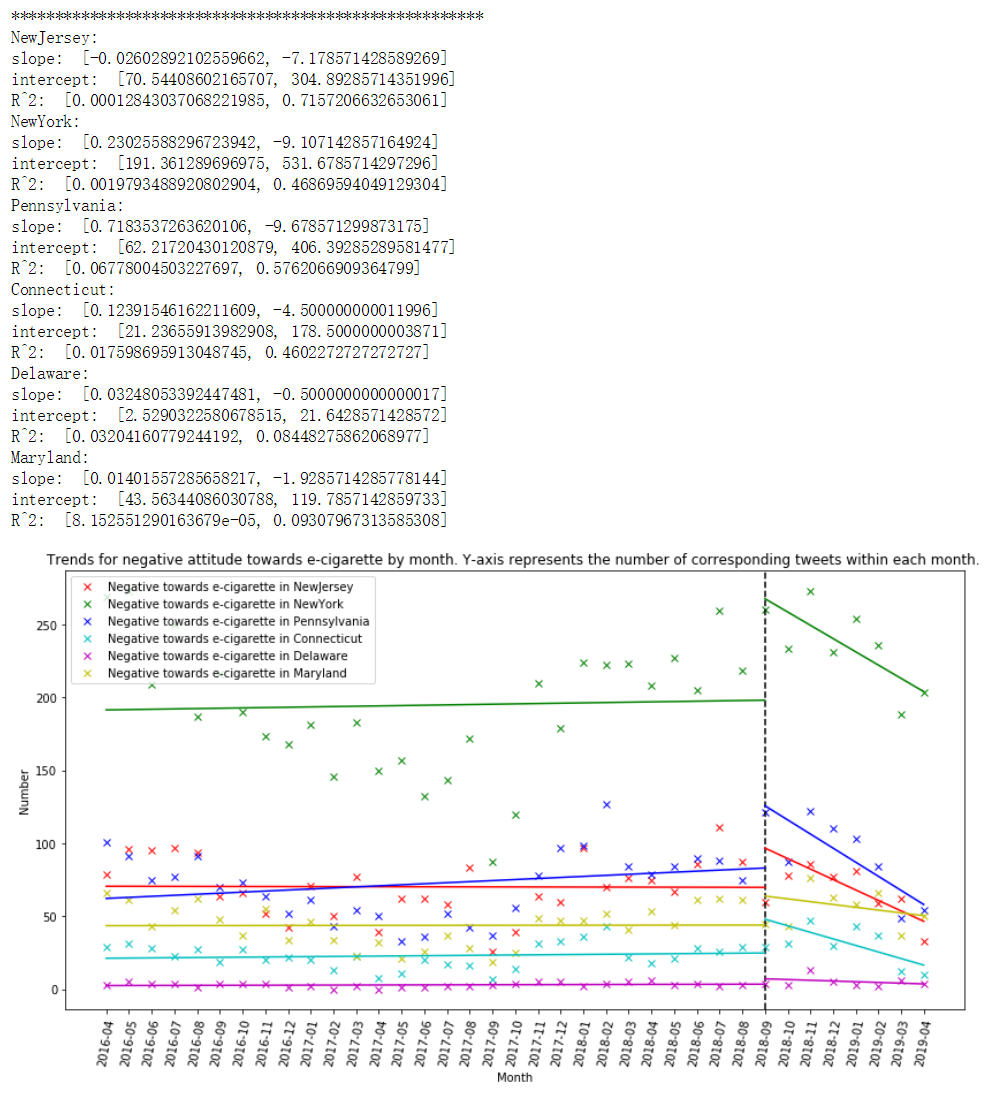 ******************************************************
NewJersey:
slope:  [-0.02602892102559662, -7.178571428589269]
intercept:  [70.54408602165707, 304.89285714351996]
R^2:  [0.00012843037068221985, 0.7157206632653061]
NewYork:
slope:  [0.23025588296723942, -9.107142857164924]
intercept:  [191.361289696975, 531.6785714297296]
R^2:  [0.0019793488920802904, 0.46869594049129304]
Pennsylvania:
slope:  [0.7183537263620106, -9.678571299873175]
intercept:  [62.21720430120879, 406.39285289581477]
R^2:  [0.06778004503227697, 0.5762066909364799]
Connecticut:
slope:  [0.12391546162211609, -4.500000000011996]
intercept:  [21.23655913982908, 178.5000000003871]
R^2:  [0.017598695913048745, 0.4602272727272727]
Delaware:
slope:  [0.03248053392447481, -0.5000000000000017]
intercept:  [2.5290322580678515, 21.6428571428572]
R^2:  [0.03204160779244192, 0.08448275862068977]
Maryland:
slope:  [0.01401557285658217, -1.9285714285778144]
intercept:  [43.56344086030788, 119.7857142859733]
R^2:  [8.152551290163679e-05, 0.09307967313585308]
Trends for negative attitude towards e-cigarette by month. Y-axis represents the number of corresponding tweets within each month.
Negative towards e-cigarette in NewJersey
Negative towards e-cigarette in NewYork
Negative towards e-cigarette in Pennsylvania
Negative towards e-cigarette in Connecticut
Negative towards e-cigarette in Delaware
Negative towards e-cigarette in Maryland
250
200
150
100
50
0
Number
2016-04
2016-05
2016-06
2016-07
2016-08
2016-09
2016-10
2016-11
2016-12
2017-01
2017-02
2017-03
2017-04
2017-05
2017-06
2017-07
2017-08
2017-09
2017-10
2017-11
2017-12
2018-01
2018-02
2018-03
2018-04
2018-05
2018-06
2018-07
2018-08
2018-09
2018-10
2018-11
2018-12
2019-01
2019-02
2019-03
2019-04
Month